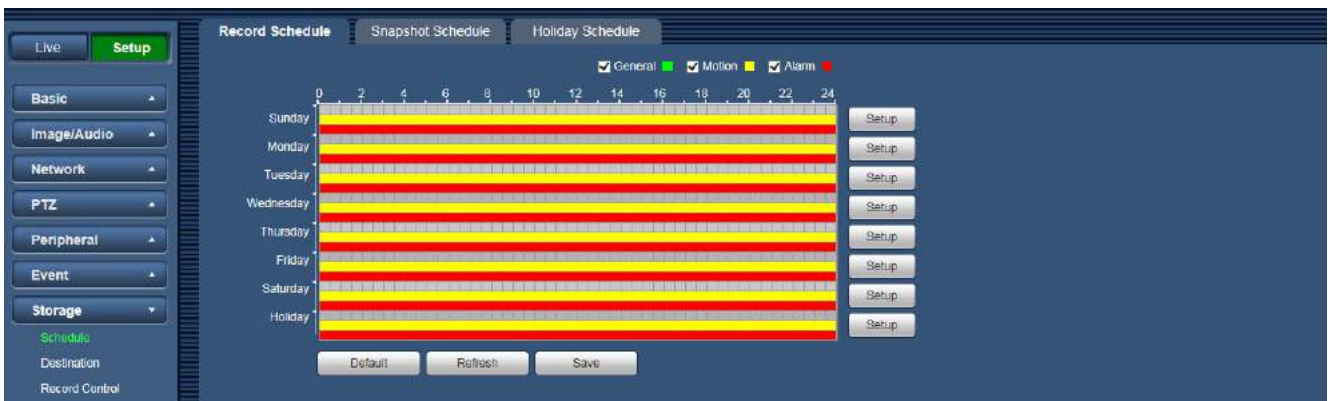 Live Setup
Record Schedule Snapshot Schedule Holiday Schedule
General Motion Alarm
0 2 4 6 8 10 12 14 16 18 20 22 24
Basic
Image/Audio
Network
PTZ
Peripheral
Event
Storage
Schedule
Destination
Record Control
Sunday Setup
Monday Setup
Tuesday Setup
Wednesday Setup
Thursday Setup
Friday Setup
Saturday Setup
Holiday Setup
Default Refresh Save